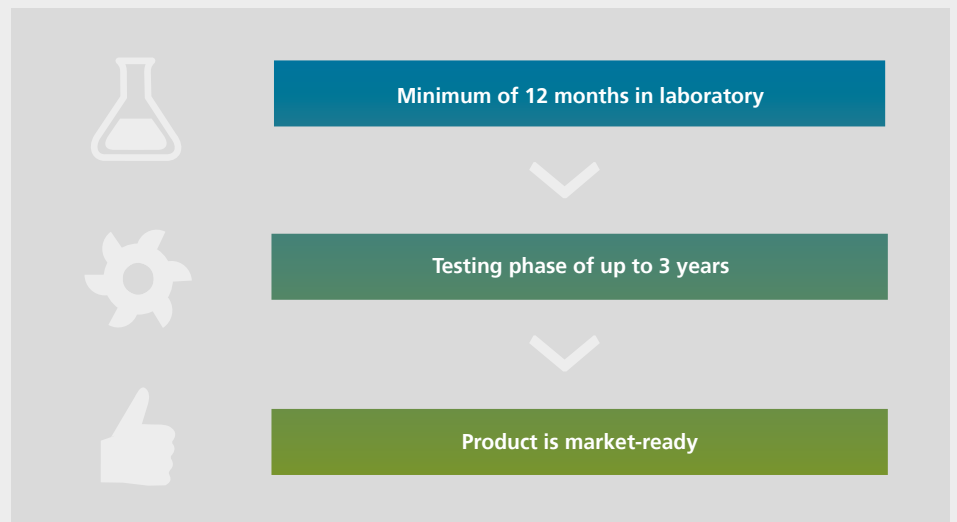 Minimum of 12 months in laboratory
Testing phase of up to 3 years
Product is market-ready